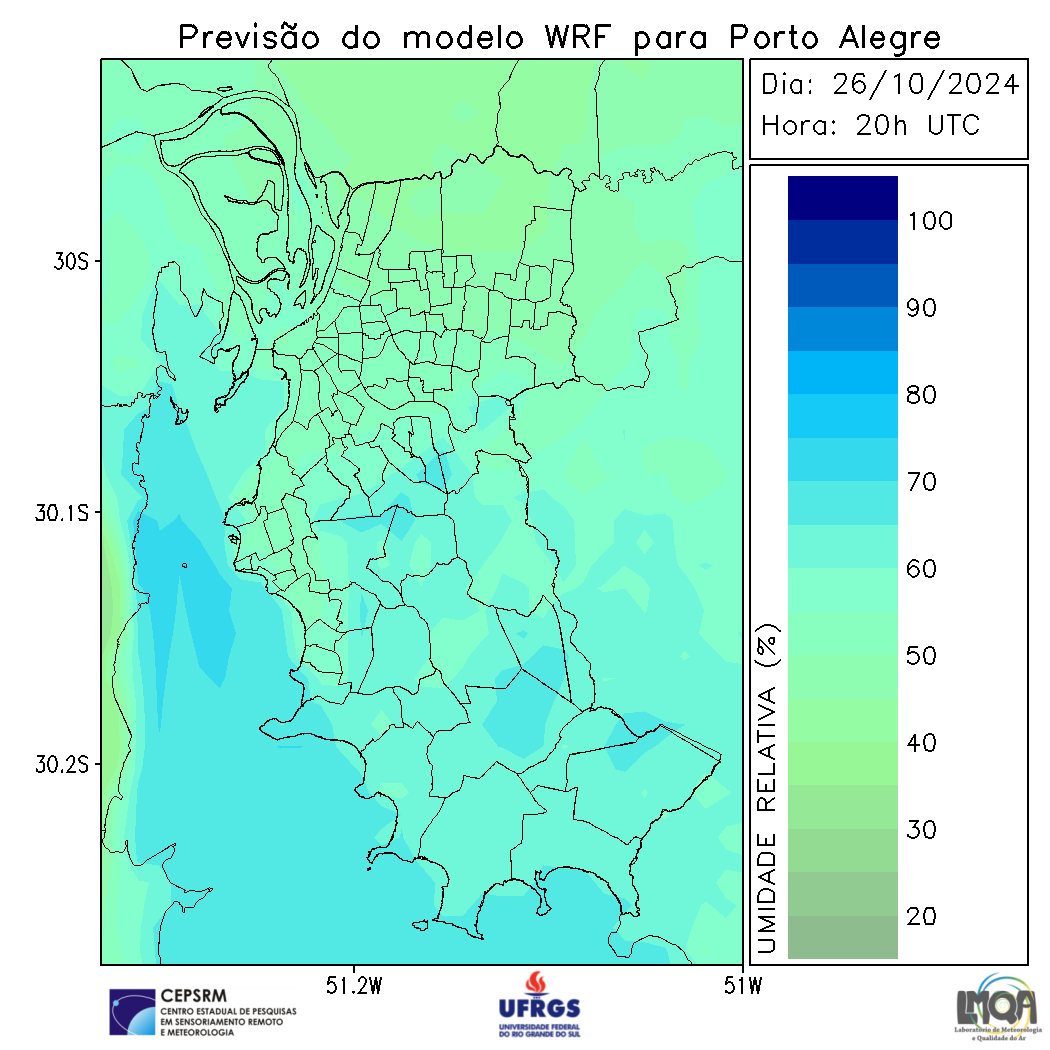 Previsão do modelo WRF para Porto Alegre
Dia: 26/10/2024
Hora: 20h UTC
30S
30.1S
30.2S
51.2W
51W
UMIDADE RELATIVA (%)
100
90
80
70
60
50
40
30
20
CEPSRM
CENTRO ESTADUAL DE PESQUISAS
EM SENSORIAMENTO REMOTO
E METEOROLOGIA
UFRGS
UNIVERSIDADE FEDERAL
DO RIO GRANDE DO SUL
LMQA
Laboratório de Meteorologia
e Qualidade do Ar